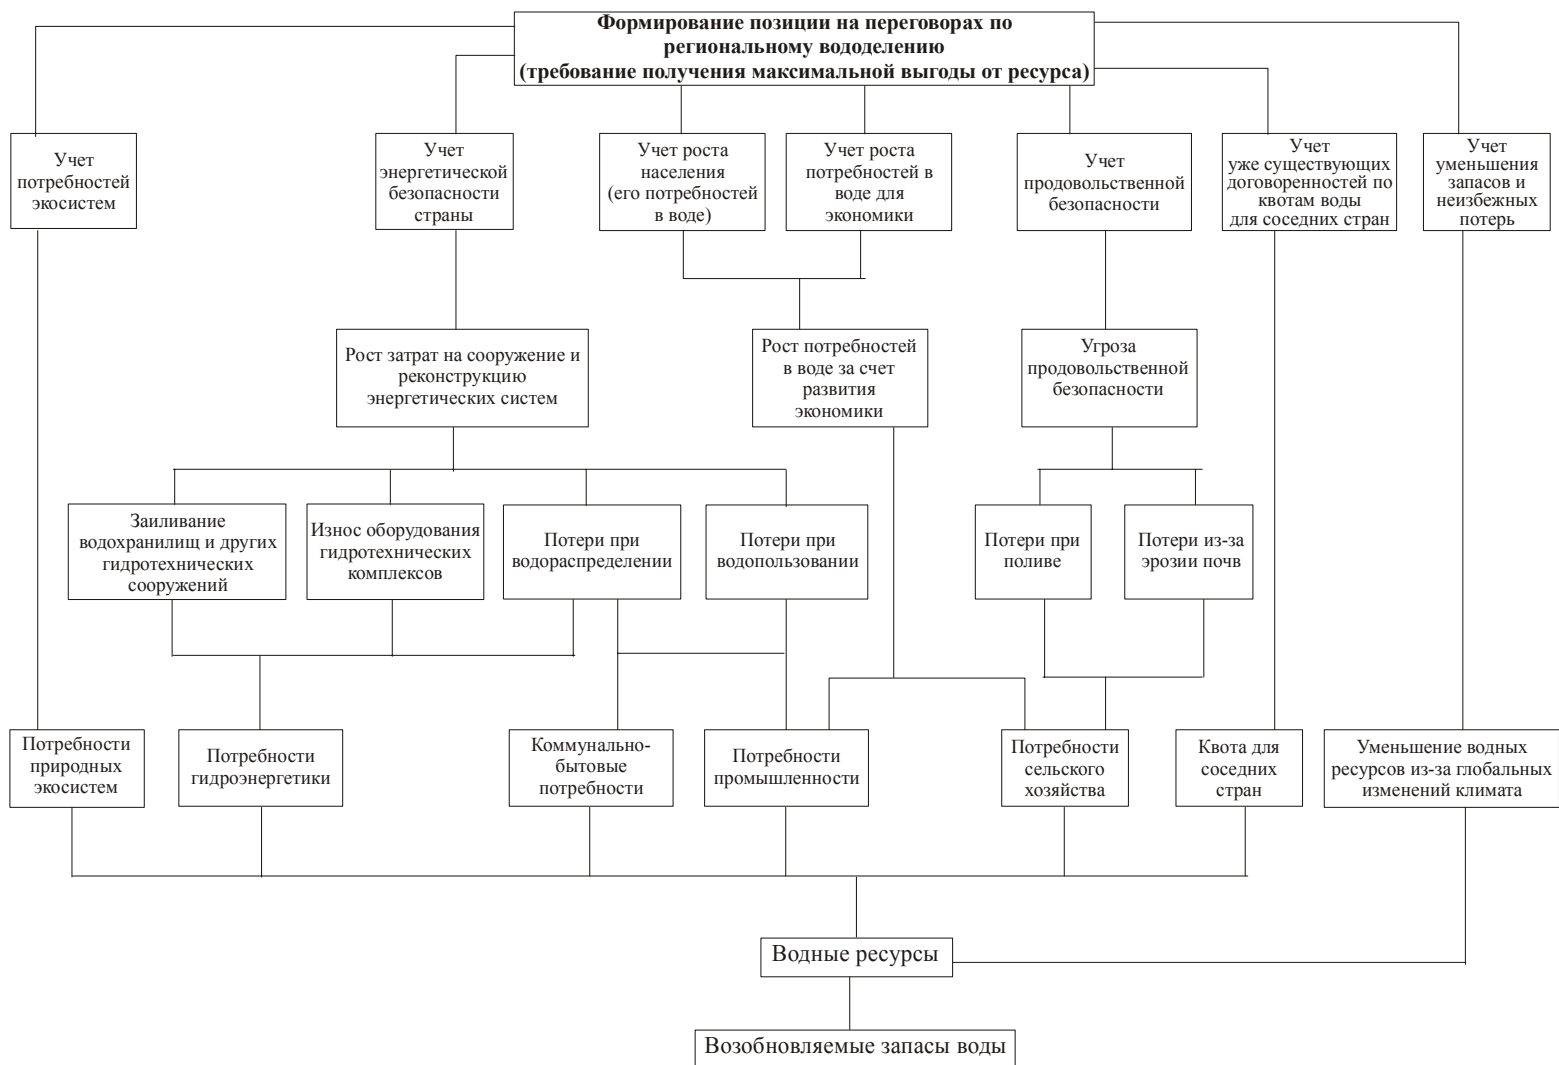 Формирование позиции на переговорах по
региональному вододелению
(требование получения максимальной выгоды от ресурса)
Учет
потребностей
экосистем
Учет
энергетической
безопасности
страны
Учет роста
населения
(его потребностей
в воде)
Учет роста
потребностей в
воде для
экономики
Учет
продовольственной
безопасности
Учет
уже существующих
договоренностей по
квотам воды
для соседних стран
Учет
уменьшения
запасов и
неизбежных
потерь
Рост затрат на сооружение и
реконструкцию
энергетических систем
Рост потребностей
в воде за счет
развития
экономики
Угроза
продовольственной
безопасности
Заиливание
водохранилищ и других
гидротехнических
сооружений
Износ оборудования
гидротехнических
комплексов
Потери при
водораспределении
Потери при
водопользовании
Потери при
поливе
Потери из-за
эрозии почв
Потребности
природных
экосистем
Потребности
гидроэнергетики
Коммунально-
бытовые
потребности
Потребности
промышленности
Потребности
сельского
хозяйства
Квота для
соседних
стран
Уменьшение водных
ресурсов из-за глобальных
изменений климата
Водные ресурсы
Возобновляемые запасы воды